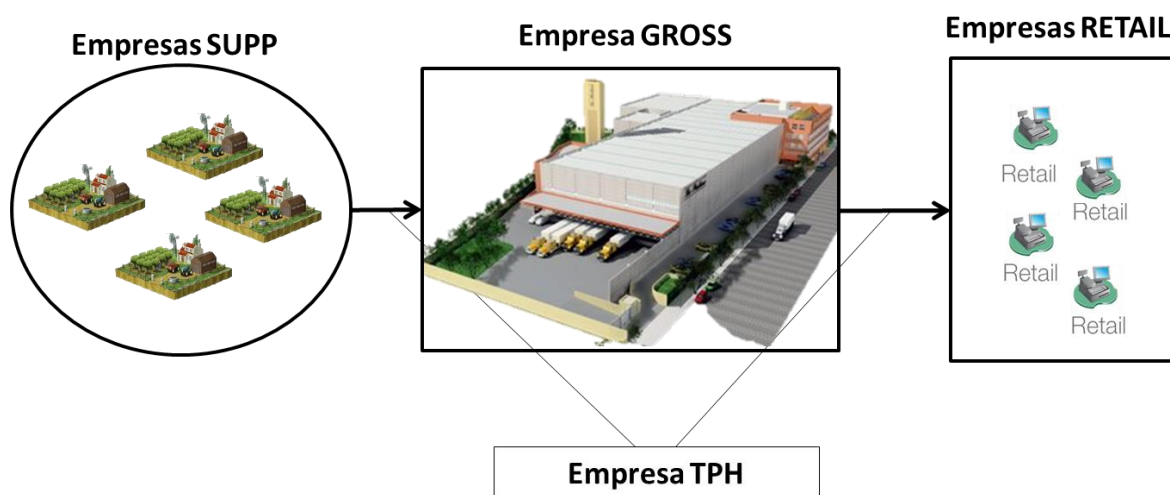 Empresas SUPP
Empresa GROSS
Empresas RETAIL
Retail
Retail
Retail
Retail
Empresa TPH